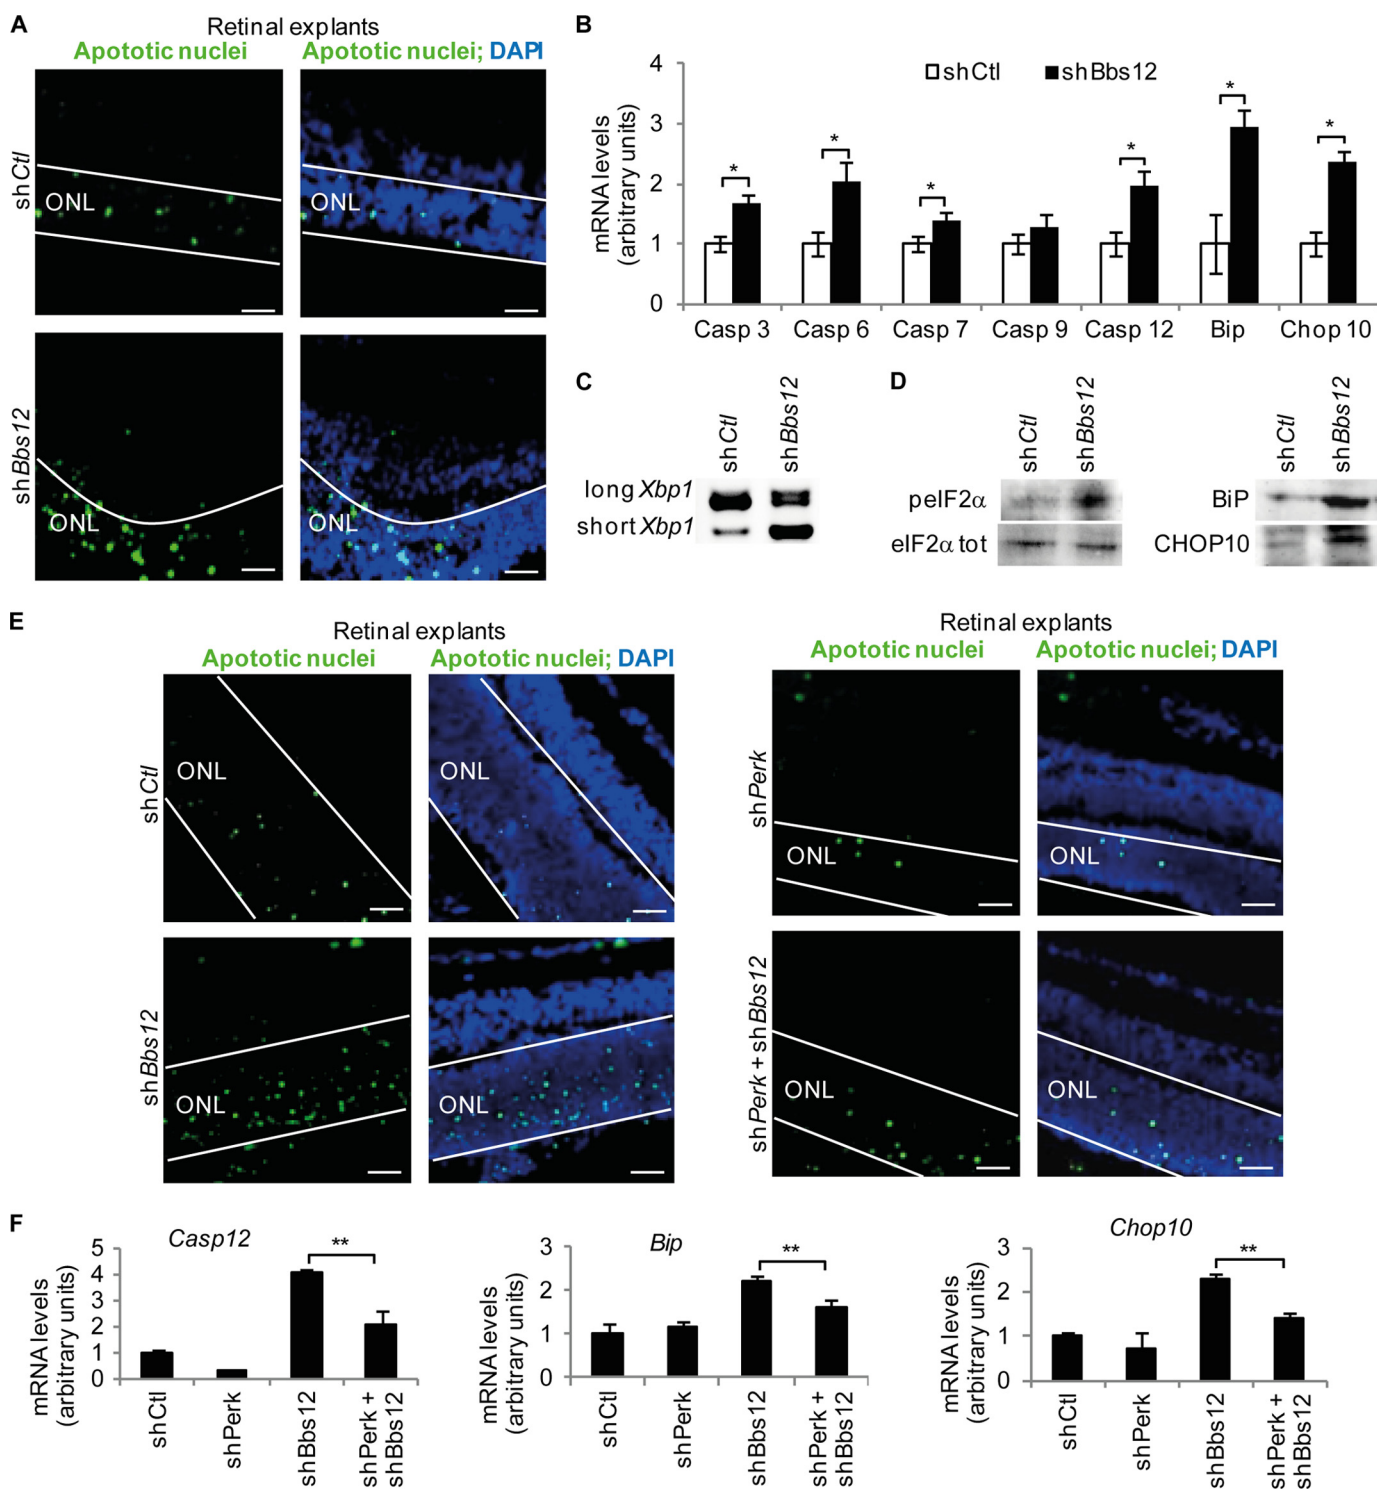 A
Retinal explants
Apototic nuclei
Apototic nuclei; DAPI
shCtl
ONL
ONL
shBbs12
ONL
ONL
B
mRNA levels
(arbitrary units)
4
3
2
1
0
shCtl
shBbs12
*
*
*
*
*
*
Casp 3
Casp 6
Casp 7
Casp 9
Casp 12
Bip
Chop 10
C
shCtl
shBbs12
long Xbp1
short Xbp1
D
shCtl
shBbs12
peIF2α
eIF2α tot
shCtl
shBbs12
BiP
CHOP10
E
Retinal explants
Apototic nuclei
Apototic nuclei; DAPI
shCtl
ONL
ONL
shBbs12
ONL
ONL
Retinal explants
Apototic nuclei
Apototic nuclei; DAPI
shPerk
ONL
ONL
shPerk + shBbs12
ONL
ONL
F
Casp12
mRNA levels
(arbitrary units)
5
4
3
2
1
0
**
shCtl
shPerk
shBbs12
shPerk +
shBbs12
Bip
mRNA levels
(arbitrary units)
3
2
1
0
**
shCtl
shPerk
shBbs12
shPerk +
shBbs12
Chop10
mRNA levels
(arbitrary units)
3
2
1
0
**
shCtl
shPerk
shBbs12
shPerk +
shBbs12